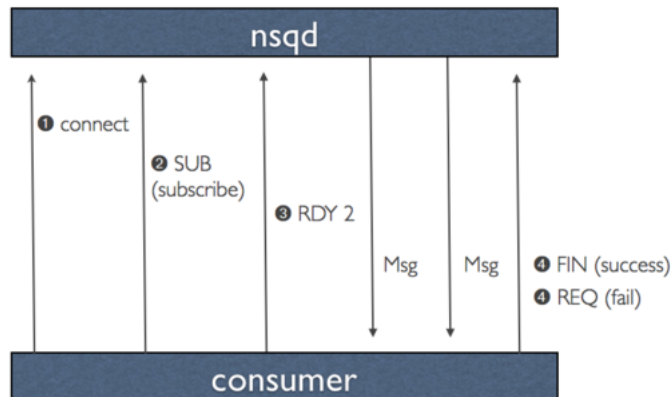 nsqd
❶ connect
❷ SUB
(subscribe)
❸ RDY 2
Msg
Msg
❹ FIN (success)
❹ REQ (fail)
consumer